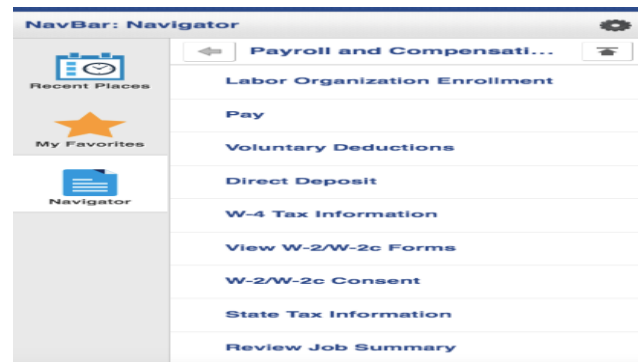 NavBar: Navigator
Recent Places
My Favorites
Navigator
Payroll and Compensati...
Labor Organization Enrollment
Pay
Voluntary Deductions
Direct Deposit
W-4 Tax Information
View W-2/W-2c Forms
W-2/W-2c Consent
State Tax Information
Review Job Summary